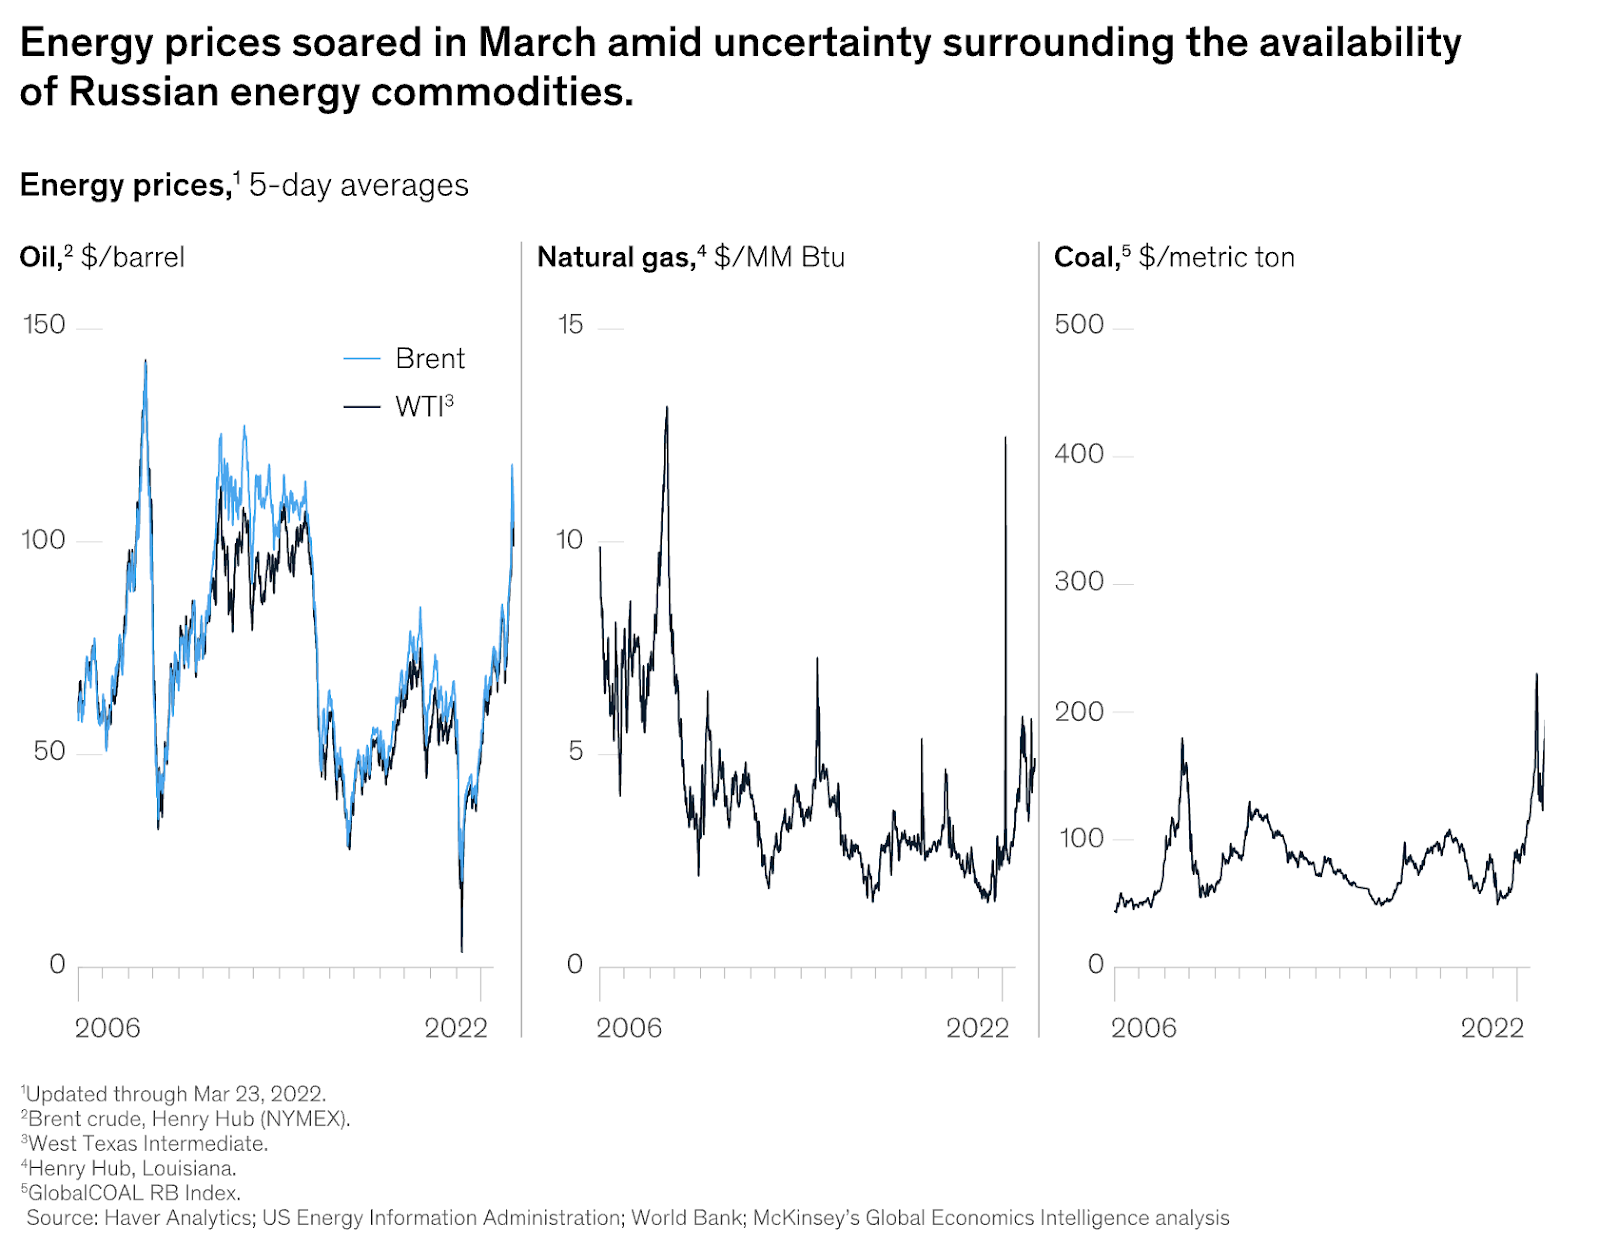 Energy prices soared in March amid uncertainty surrounding the availability
of Russian energy commodities.
Energy prices,¹ 5-day averages
Oil,² $/barrel
150
100
50
0
2006
2022
Brent
WTI³
Natural gas,⁴ $/MM Btu
15
10
5
0
2006
2022
Coal,⁵ $/metric ton
500
400
300
200
100
0
2006
2022
¹Updated through Mar 23, 2022.
²Brent crude, Henry Hub (NYMEX).
³West Texas Intermediate.
⁴Henry Hub, Louisiana.
⁵GlobalCOAL RB Index.
Source: Haver Analytics; US Energy Information Administration; World Bank; McKinsey’s Global Economics Intelligence analysis